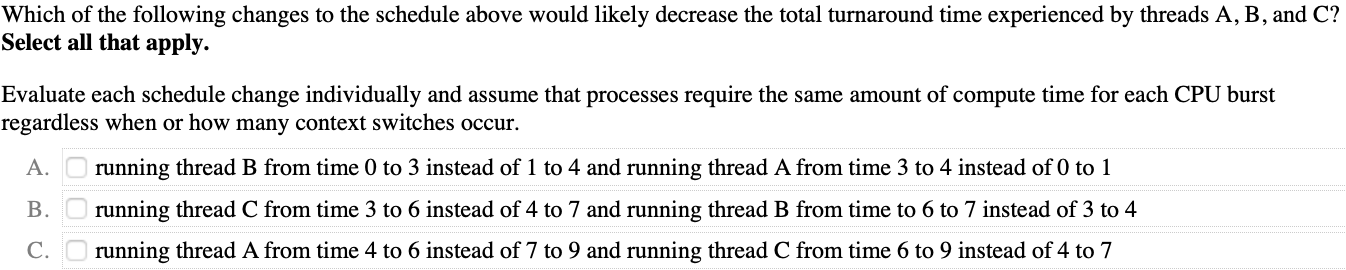 Which of the following changes to the schedule above would likely decrease the total turnaround time experienced by threads A, B, and C?
Select all that apply.
Evaluate each schedule change individually and assume that processes require the same amount of compute time for each CPU burst
regardless when or how many context switches occur.
A. running thread B from time 0 to 3 instead of 1 to 4 and running thread A from time 3 to 4 instead of 0 to 1
B. running thread C from time 3 to 6 instead of 4 to 7 and running thread B from time to 6 to 7 instead of 3 to 4
C. running thread A from time 4 to 6 instead of 7 to 9 and running thread C from time 6 to 9 instead of 4 to 7